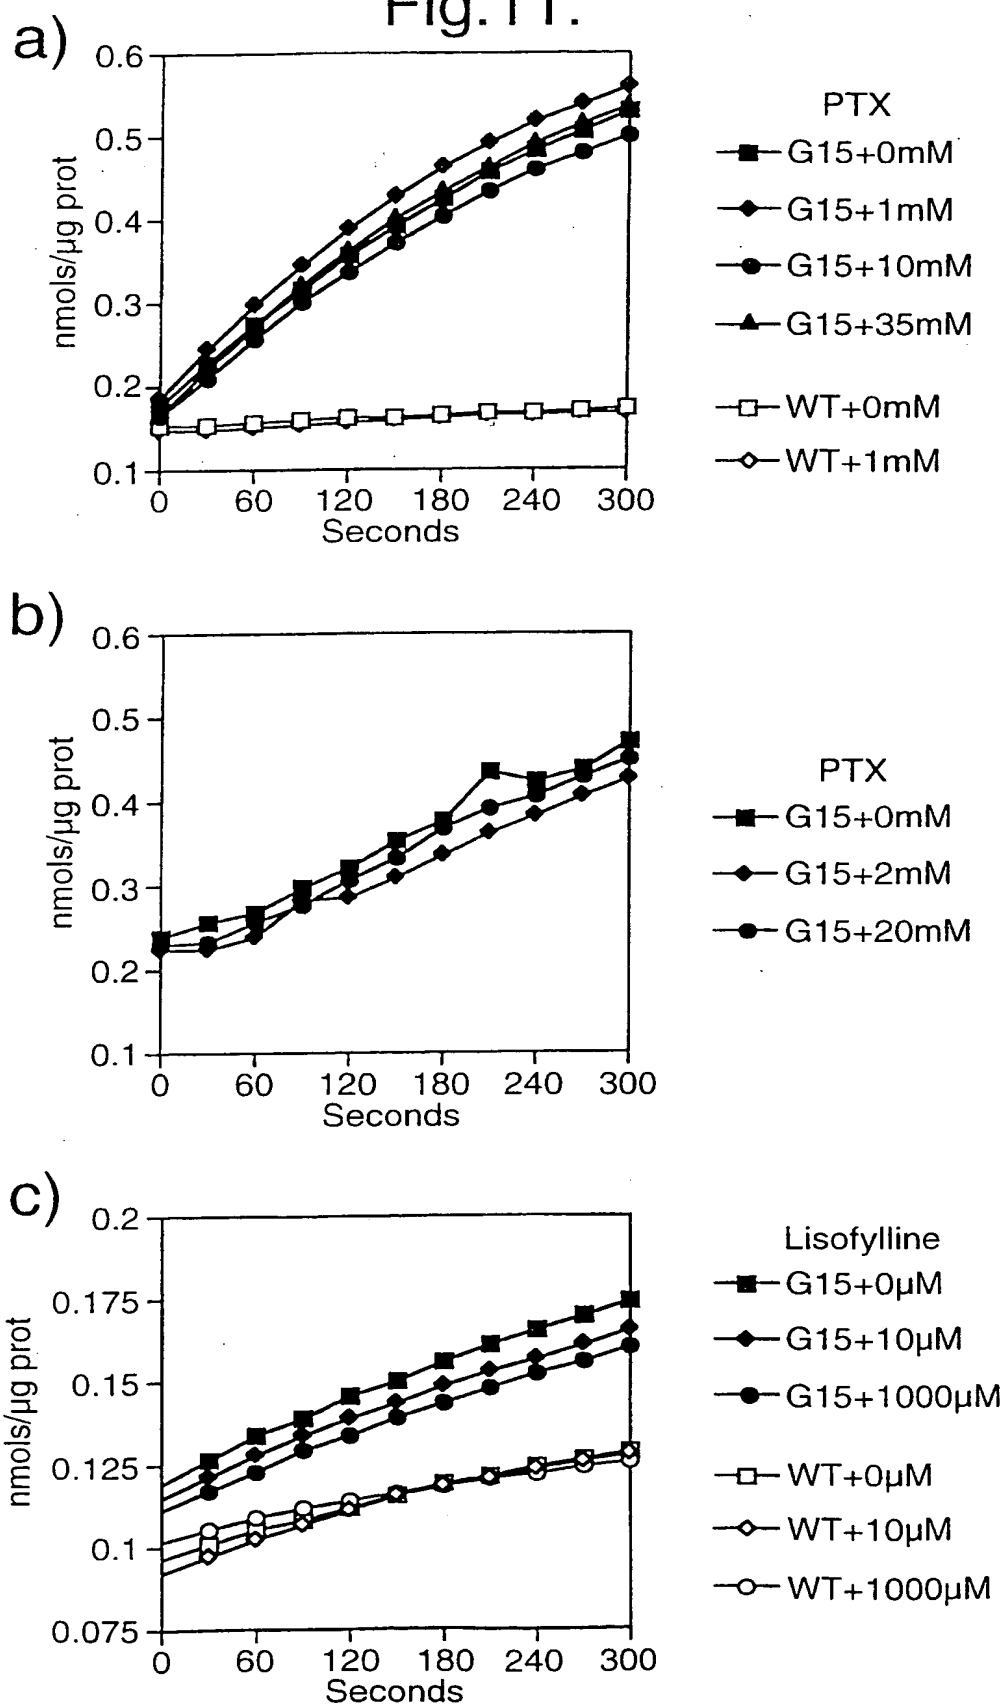 Fig.11.
a)
0.6
0.5
0.4
0.3
0.2
0.1
nmols/µg prot
0 60 120 180 240 300
Seconds
PTX
G15+0mM
G15+1mM
G15+10mM
G15+35mM
WT+0mM
WT+1mM
b)
0.6
0.5
0.4
0.3
0.2
0.1
nmols/µg prot
0 60 120 180 240 300
Seconds
PTX
G15+0mM
G15+2mM
G15+20mM
c)
0.2
0.175
0.15
0.125
0.1
0.075
nmols/µg prot
0 60 120 180 240 300
Seconds
Lisofylline
G15+0µM
G15+10µM
G15+1000µM
WT+0µM
WT+10µM
WT+1000µM